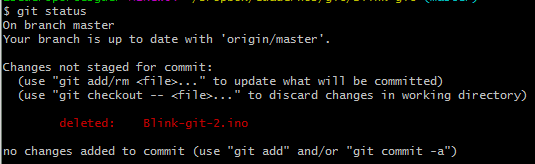 $ git status
On branch master
Your branch is up to date with 'origin/master'.
Changes not staged for commit:
(use "git add/rm <file>..." to update what will be committed)
(use "git checkout -- <file>..." to discard changes in working directory)
deleted: Blink-git-2.ino
no changes added to commit (use "git add" and/or "git commit -a")